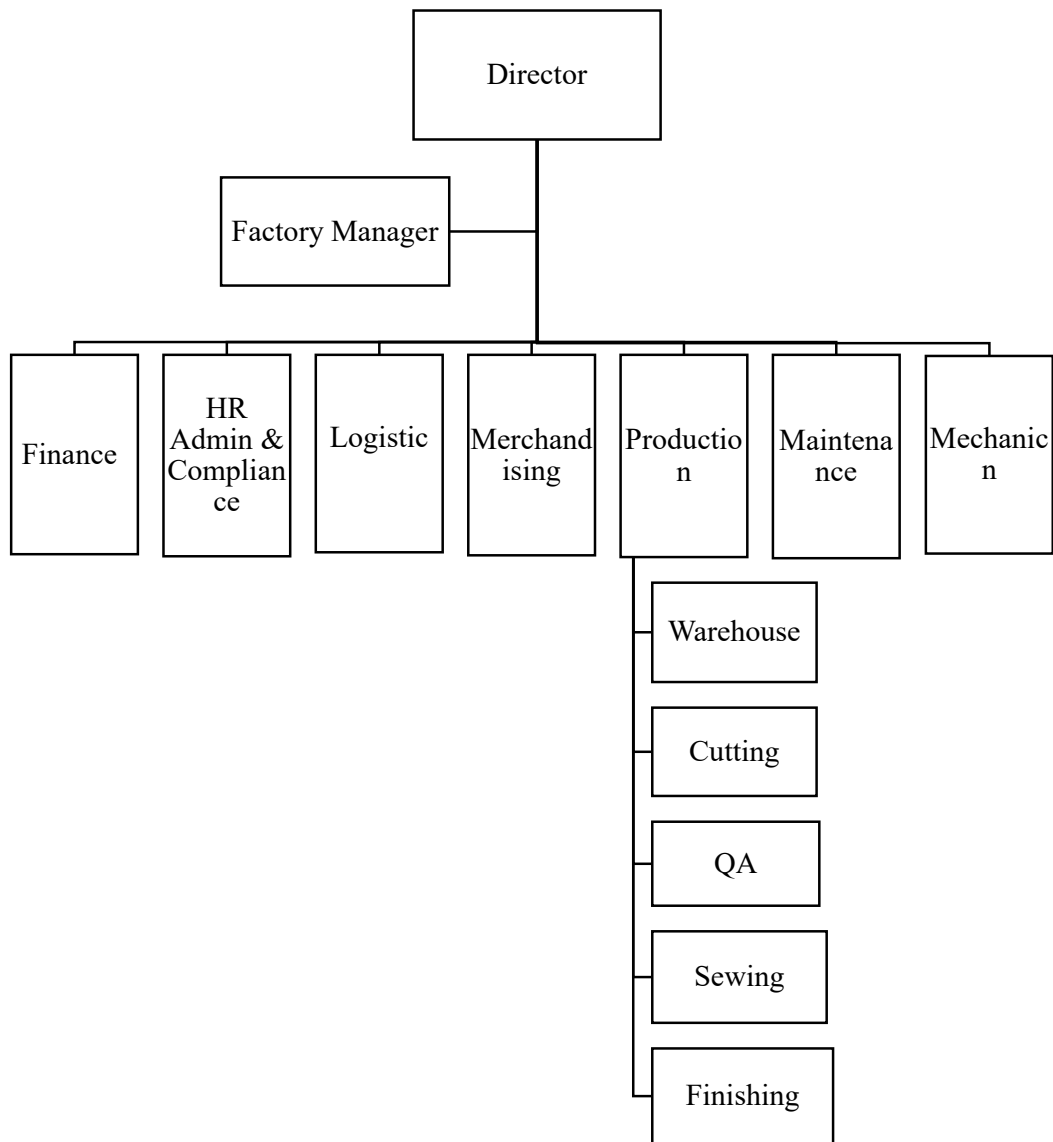 Director
Factory Manager
Finance
HR
Admin &
Complian
ce
Logistic
Merchand
ising
Productio
n
Maintena
nce
Mechanic
n
Warehouse
Cutting
QA
Sewing
Finishing